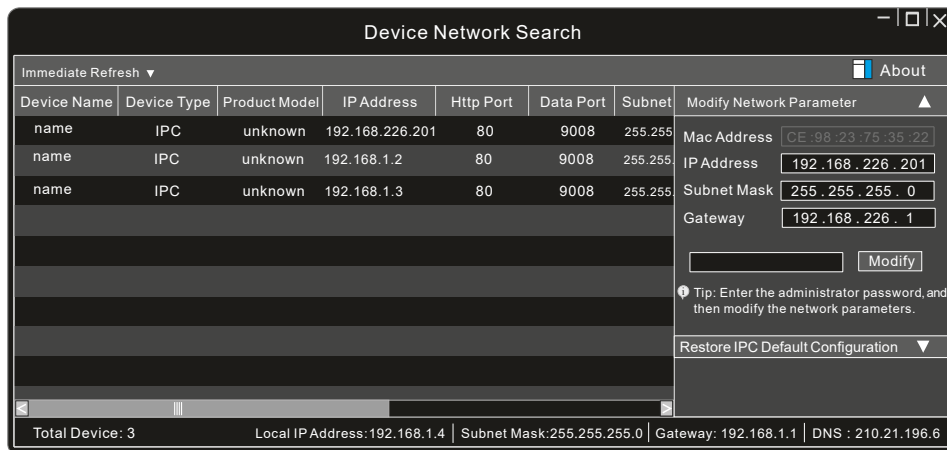 Device Network Search
Immediate Refresh ▼
About
Device Name Device Type Product Model IP Address Http Port Data Port Subnet
name IPC unknown 192.168.226.201 80 9008 255.255
name IPC unknown 192.168.1.2 80 9008 255.255.
name IPC unknown 192.168.1.3 80 9008 255.255.
Modify Network Parameter
Mac Address CE :98 :23 :75 :35 :22
IP Address 192 .168 . 226 . 201
Subnet Mask 255 . 255 . 255 . 0
Gateway 192 .168 . 226 . 1
Modify
Tip: Enter the administrator password, and
then modify the network parameters.
Restore IPC Default Configuration ▼
Total Device: 3 Local IP Address:192.168.1.4 Subnet Mask:255.255.255.0 Gateway: 192.168.1.1 DNS : 210.21.196.6